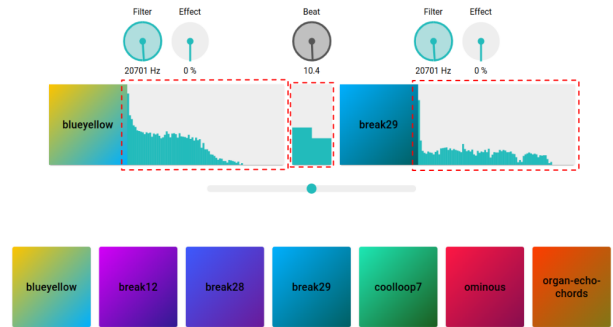 Filter Effect Beat Filter Effect
20701 Hz 0 % 10.4 20701 Hz 0 %
blueyellow break29
blueyellow break12 break28 break29 coolloop7 ominous organ-echo-
chords